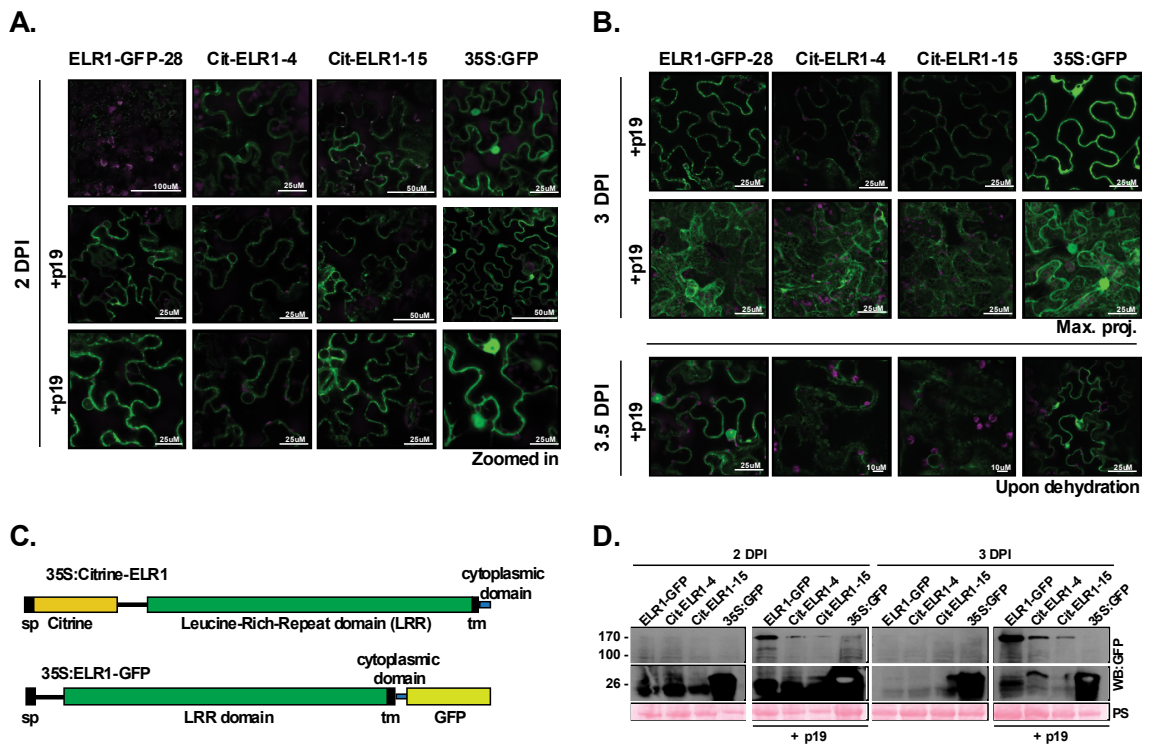 A.
ELR1-GFP-28 Cit-ELR1-4 Cit-ELR1-15 35S:GFP
100uM 25uM 50uM 25uM
2 DPI
+p19
25uM 25uM 50uM 50uM
+p19
25uM 25uM 25uM 25uM
Zoomed in
B.
ELR1-GFP-28 Cit-ELR1-4 Cit-ELR1-15 35S:GFP
3 DPI
+p19
25uM 25uM 25uM 25uM
+p19
25uM 25uM 25uM 25uM
Max. proj.
3.5 DPI
+p19
25uM 10uM 10uM 25uM
Upon dehydration
C.
35S:Citrine-ELR1
cytoplasmic
domain
sp Citrine Leucine-Rich-Repeat domain (LRR) tm
35S:ELR1-GFP
cytoplasmic
domain
sp LRR domain tm GFP
D.
2 DPI 3 DPI
ELR1-GFP Cit-ELR1-4 Cit-ELR1-15 35S:GFP ELR1-GFP Cit-ELR1-4 Cit-ELR1-15 35S:GFP ELR1-GFP Cit-ELR1-4 Cit-ELR1-15 35S:GFP ELR1-GFP Cit-ELR1-4 Cit-ELR1-15 35S:GFP
170 -
100 -
26 -
WB:GFP
PS
+ p19 + p19